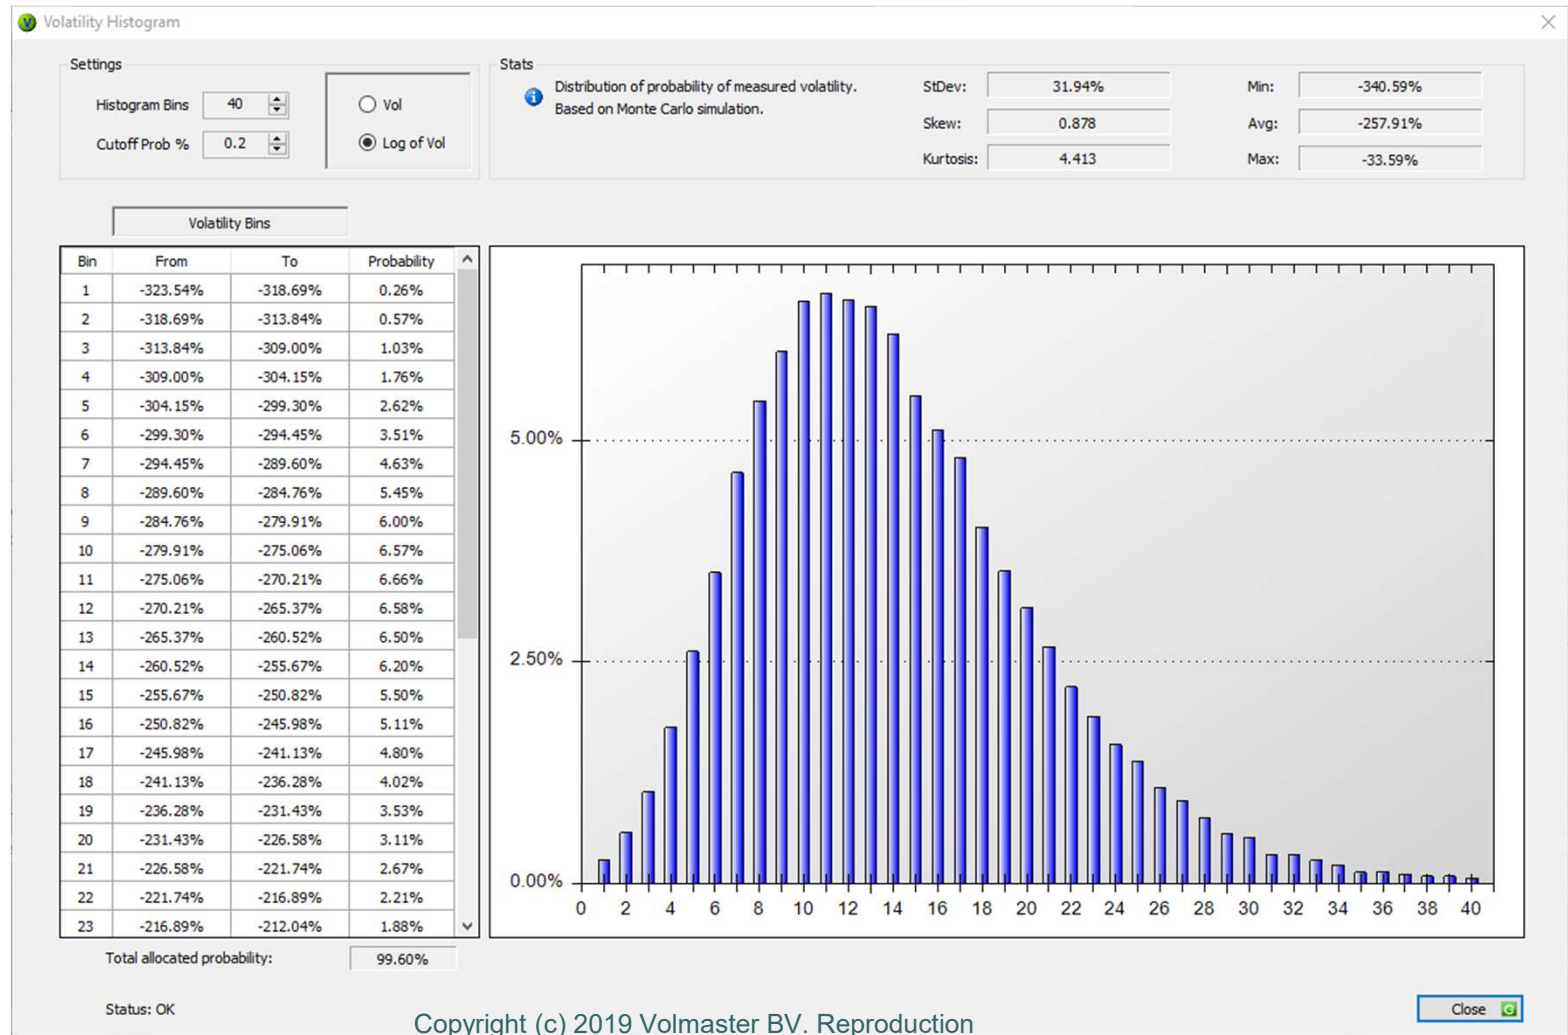 Volatility Histogram
Settings
Histogram Bins 40
Cutoff Prob % 0.2
Vol
Log of Vol
Stats
Distribution of probability of measured volatility.
Based on Monte Carlo simulation.
StDev: 31.94% Min: -340.59%
Skew: 0.878 Avg: -257.91%
Kurtosis: 4.413 Max: -33.59%
Volatility Bins
Bin From To Probability
1 -323.54% -318.69% 0.26%
2 -318.69% -313.84% 0.57%
3 -313.84% -309.00% 1.03%
4 -309.00% -304.15% 1.76%
5 -304.15% -299.30% 2.62%
6 -299.30% -294.45% 3.51%
7 -294.45% -289.60% 4.63%
8 -289.60% -284.76% 5.45%
9 -284.76% -279.91% 6.00%
10 -279.91% -275.06% 6.57%
11 -275.06% -270.21% 6.66%
12 -270.21% -265.37% 6.58%
13 -265.37% -260.52% 6.50%
14 -260.52% -255.67% 6.20%
15 -255.67% -250.82% 5.50%
16 -250.82% -245.98% 5.11%
17 -245.98% -241.13% 4.80%
18 -241.13% -236.28% 4.02%
19 -236.28% -231.43% 3.53%
20 -231.43% -226.58% 3.11%
21 -226.58% -221.74% 2.67%
22 -221.74% -216.89% 2.21%
23 -216.89% -212.04% 1.88%
Total allocated probability: 99.60%
5.00%
2.50%
0.00%
0 2 4 6 8 10 12 14 16 18 20 22 24 26 28 30 32 34 36 38 40
Status: OK
Close
Copyright (c) 2019 Volmaster BV. Reproduction